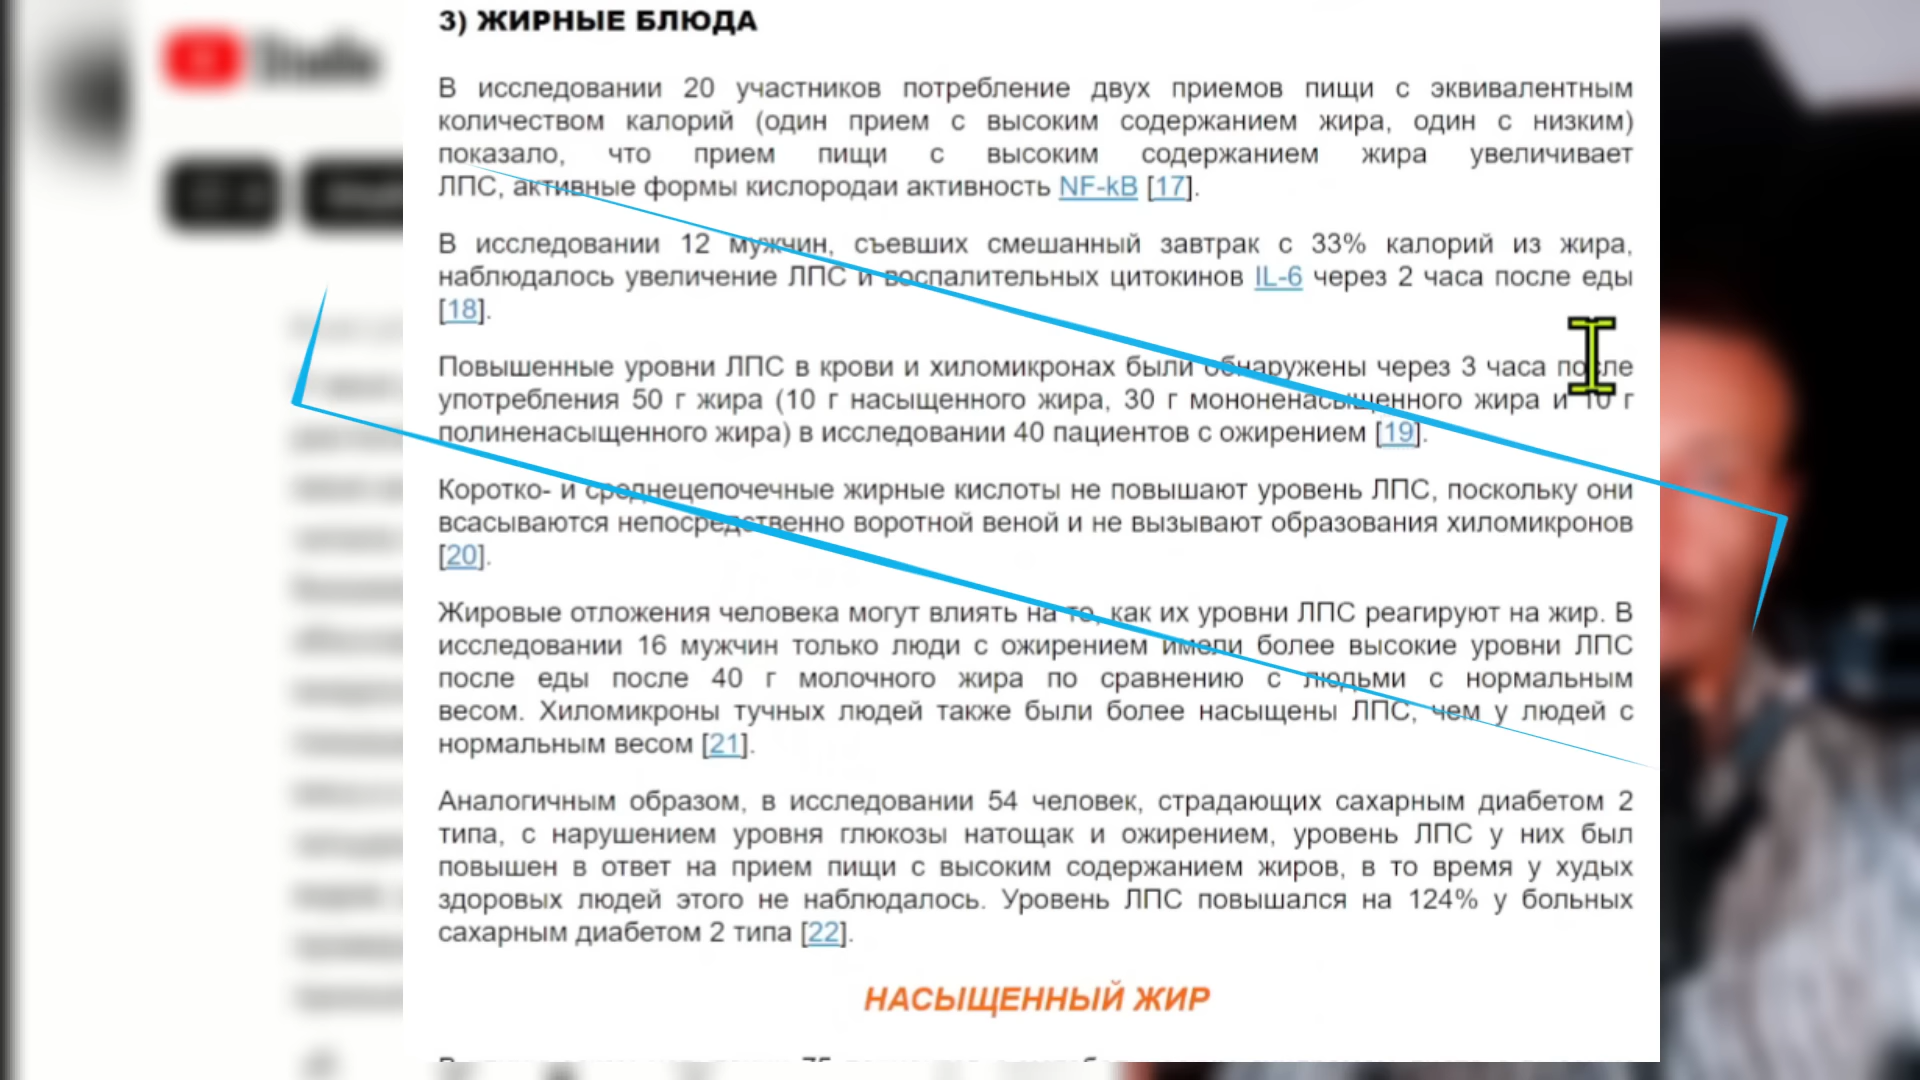 3) ЖИРНЫЕ БЛЮДА
В исследовании 20 участников потребление двух приемов пищи с эквивалентным
количеством калорий (один прием с высоким содержанием жира, один с низким)
показало, что прием пищи с высоким содержанием жира увеличивает
ЛПС, активные формы кислородаи активность NF-kB [17].
В исследовании 12 мужчин, съевших смешанный завтрак с 33% калорий из жира,
наблюдалось увеличение ЛПС и воспалительных цитокинов IL-6 через 2 часа после еды
[18].
Повышенные уровни ЛПС в крови и хиломикронах были обнаружены через 3 часа после
употребления 50 г жира (10 г насыщенного жира, 30 г мононенасыщенного жира и 10 г
полиненасыщенного жира) в исследовании 40 пациентов с ожирением [19].
Коротко- и среднецепочечные жирные кислоты не повышают уровень ЛПС, поскольку они
всасываются непосредственно воротной веной и не вызывают образования хиломикронов
[20].
Жировые отложения человека могут влиять на то, как их уровни ЛПС реагируют на жир. В
исследовании 16 мужчин только люди с ожирением имели более высокие уровни ЛПС
после еды после 40 г молочного жира по сравнению с людьми с нормальным
весом. Хиломикроны тучных людей также были более насыщены ЛПС, чем у людей с
нормальным весом [21].
Аналогичным образом, в исследовании 54 человек, страдающих сахарным диабетом 2
типа, с нарушением уровня глюкозы натощак и ожирением, уровень ЛПС у них был
повышен в ответ на прием пищи с высоким содержанием жиров, в то время у худых
здоровых людей этого не наблюдалось. Уровень ЛПС повышался на 124% у больных
сахарным диабетом 2 типа [22].
НАСЫЩЕННЫЙ ЖИР